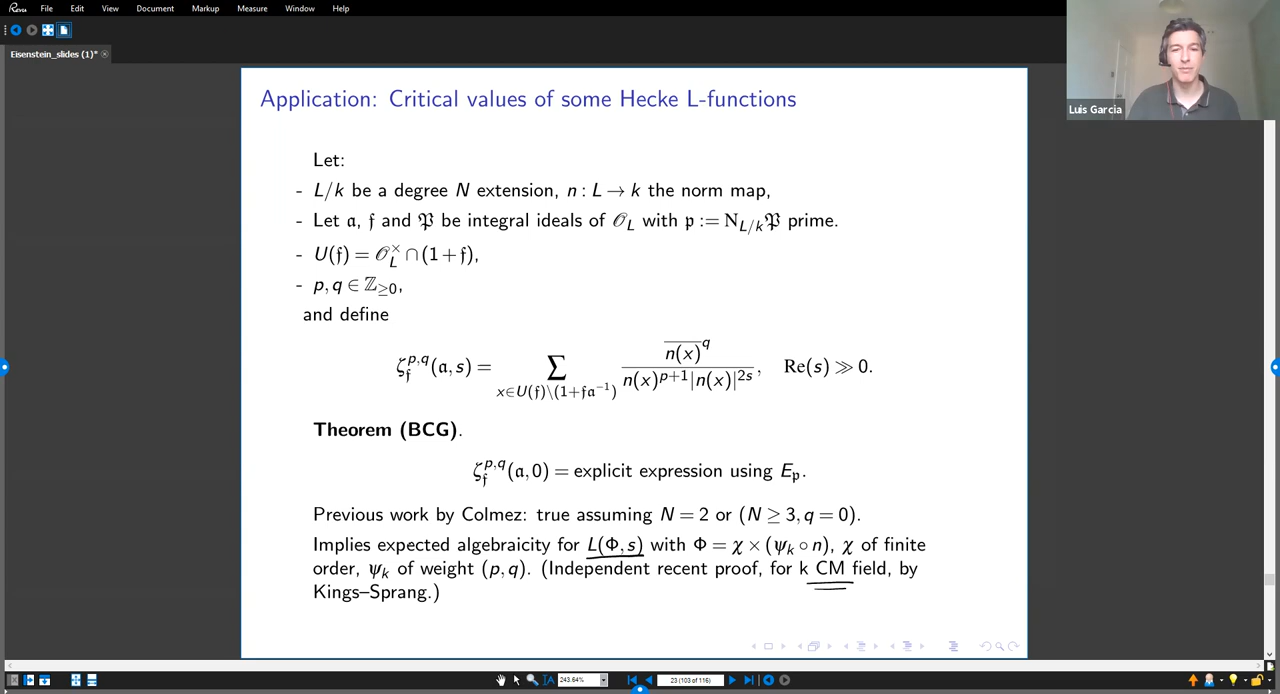 Revu File Edit View Document Markup Measure Window Help
Eisenstein_slides (1)*
Luis Garcia
Application: Critical values of some Hecke L-functions
Let:
- L/k be a degree N extension, n : L → k the norm map,
- Let 𝔞, 𝔣 and 𝔓 be integral ideals of 𝒪_L with 𝔭 := N_{L/k}𝔓 prime.
- U(𝔣) = 𝒪_L^× ∩ (1 + 𝔣),
- p, q ∈ ℤ_{≥0},
and define
ζ_𝔣^{p,q}(𝔞, s) = ∑_{x∈U(𝔣)\(1+𝔣𝔞^{-1})} \overline{n(x)}^q / n(x)^{p+1}|n(x)|^{2s}, Re(s) ≫ 0.
Theorem (BCG).
ζ_𝔣^{p,q}(𝔞, 0) = explicit expression using E_𝔭.
Previous work by Colmez: true assuming N = 2 or (N ≥ 3, q = 0).
Implies expected algebraicity for L(Φ, s) with Φ = χ × (ψ_k ∘ n), χ of finite
order, ψ_k of weight (p, q). (Independent recent proof, for k CM field, by
Kings–Sprang.)
243.64% 23 (103 of 116)